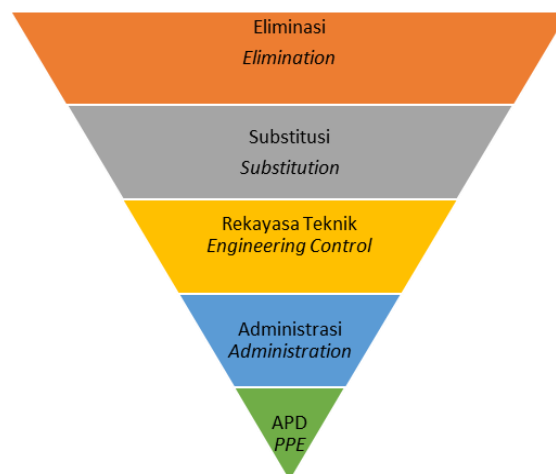 Eliminasi
Elimination
Substitusi
Substitution
Rekayasa Teknik
Engineering Control
Administrasi
Administration
APD
PPE